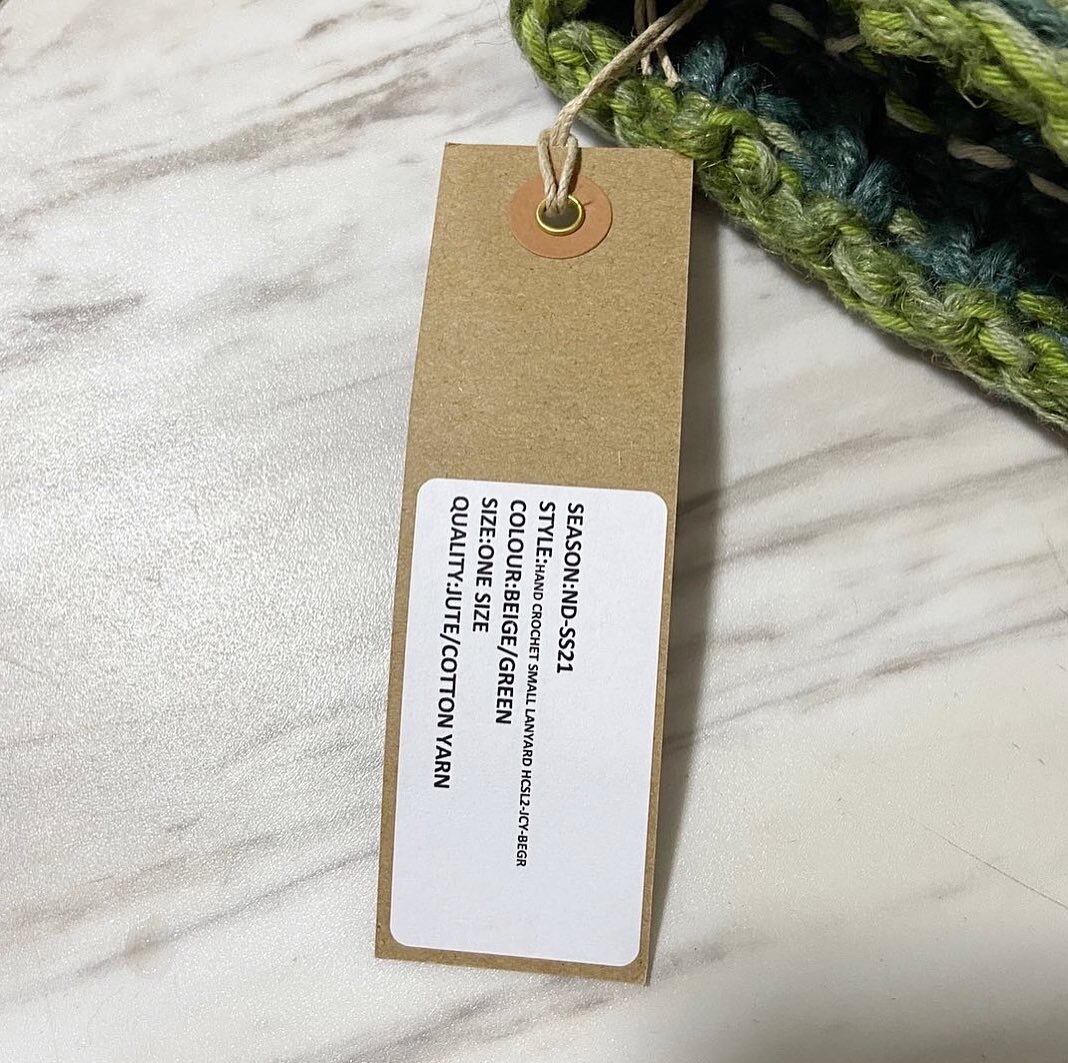 SEASON:ND-SS21
STYLE:HAND CROCHET SMALL LANYARD HCSL2-JCY-BEGR
COLOUR:BEIGE/GREEN
SIZE:ONE SIZE
QUALITY:JUTE/COTTON YARN